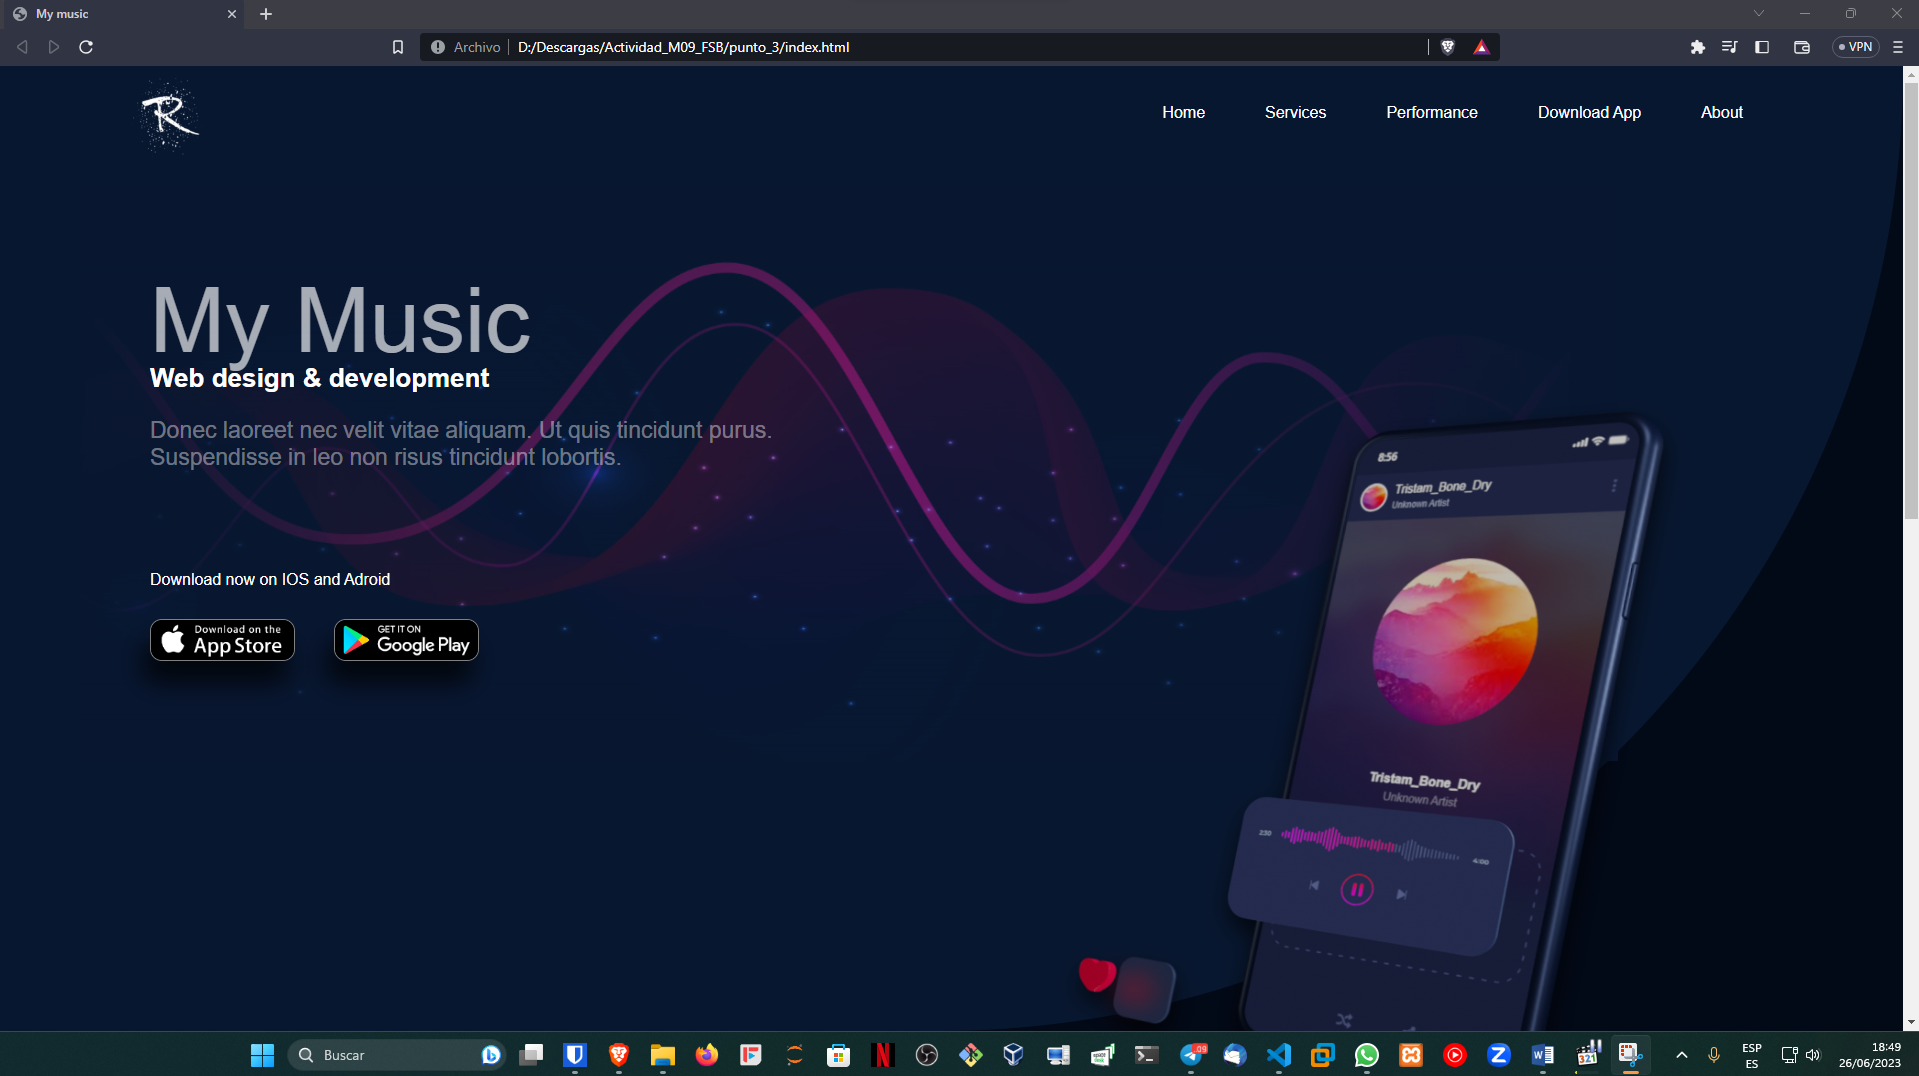 My music
Archivo
D:/Descargas/Actividad_M09_FSB/punto_3/index.html
VPN
R
Home
Services
Performance
Download App
About
My Music
Web design & development
Donec laoreet nec velit vitae aliquam. Ut quis tincidunt purus.
Suspendisse in leo non risus tincidunt lobortis.
Download now on IOS and Adroid
Download on the
App Store
GET IT ON
Google Play
8:56
Tristam_Bone_Dry
Unknown Artist
Tristam_Bone_Dry
Unknown Artist
230
4:00
Buscar
ESP
ES
18:49
26/06/2023